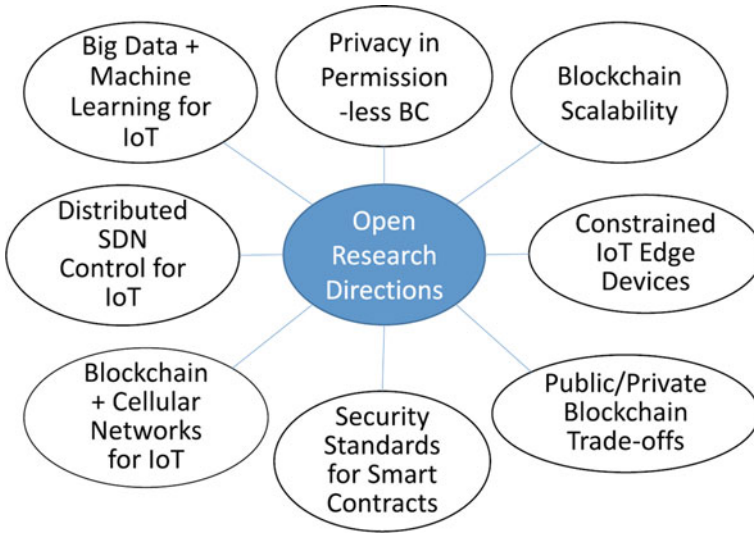 Big Data +
Machine
Learning for
IoT
Privacy in
Permission
-less BC
Blockchain
Scalability
Distributed
SDN
Control for
IoT
Open
Research
Directions
Constrained
IoT Edge
Devices
Blockchain
+ Cellular
Networks
for IoT
Security
Standards
for Smart
Contracts
Public/Private
Blockchain
Trade-offs